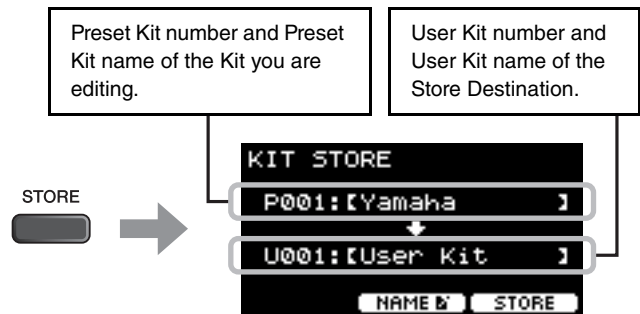 Preset Kit number and Preset
Kit name of the Kit you are
editing.
User Kit number and
User Kit name of the
Store Destination.
STORE
KIT STORE
P001:[Yamaha ]
U001:[User Kit ]
NAME STORE